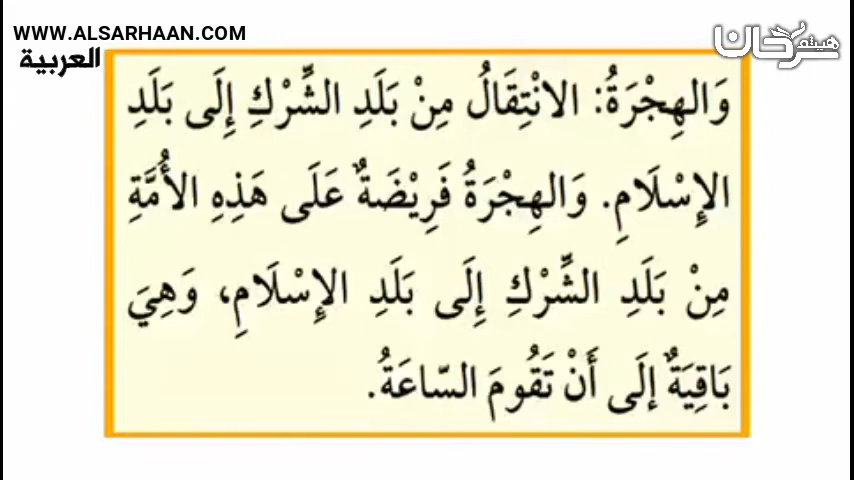 WWW.ALSARHAAN.COM
العربية
هيثم سرحان
وَالهِجْرَةُ: الانْتِقَالُ مِنْ بَلَدِ الشِّرْكِ إِلَى بَلَدِ
الإِسْلَامِ. وَالهِجْرَةُ فَرِيْضَةٌ عَلَى هَذِهِ الأُمَّةِ
مِنْ بَلَدِ الشِّرْكِ إِلَى بَلَدِ الإِسْلَامِ، وَهِيَ
بَاقِيَةٌ إِلَى أَنْ تَقُومَ السَّاعَةُ.